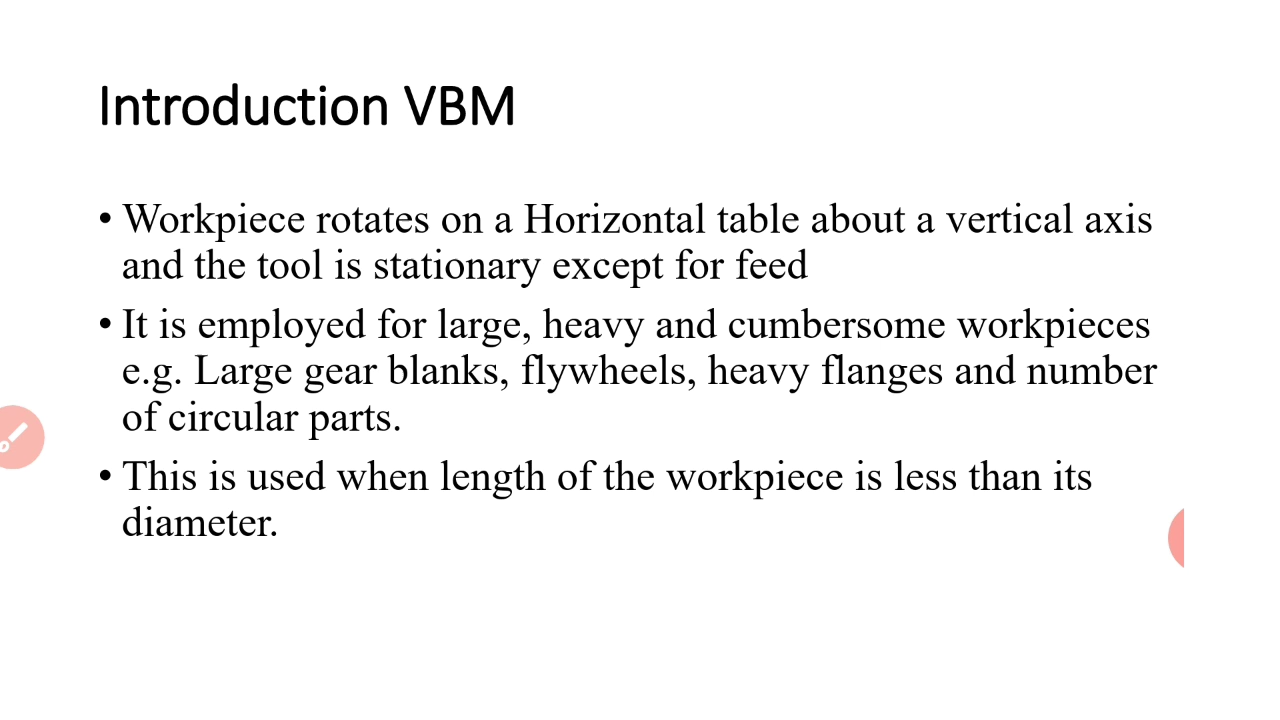 Introduction VBM
• Workpiece rotates on a Horizontal table about a vertical axis
and the tool is stationary except for feed
• It is employed for large, heavy and cumbersome workpieces
e.g. Large gear blanks, flywheels, heavy flanges and number
of circular parts.
• This is used when length of the workpiece is less than its
diameter.